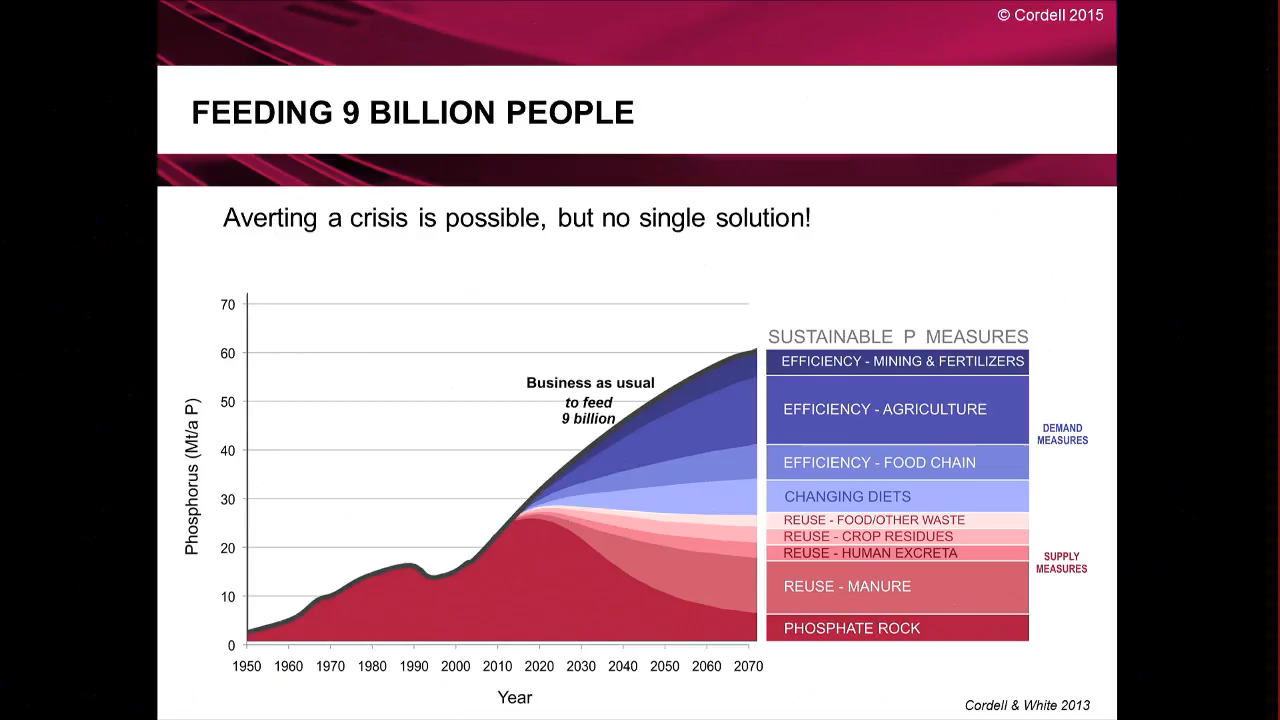 © Cordell 2015
FEEDING 9 BILLION PEOPLE
Averting a crisis is possible, but no single solution!
70
60
50
40
30
20
10
0
Phosphorus (Mt/a P)
Business as usual
to feed
9 billion
1950 1960 1970 1980 1990 2000 2010 2020 2030 2040 2050 2060 2070
Year
SUSTAINABLE P MEASURES
EFFICIENCY - MINING & FERTILIZERS
EFFICIENCY - AGRICULTURE
EFFICIENCY - FOOD CHAIN
CHANGING DIETS
REUSE - FOOD/OTHER WASTE
REUSE - CROP RESIDUES
REUSE - HUMAN EXCRETA
REUSE - MANURE
PHOSPHATE ROCK
DEMAND
MEASURES
SUPPLY
MEASURES
Cordell & White 2013